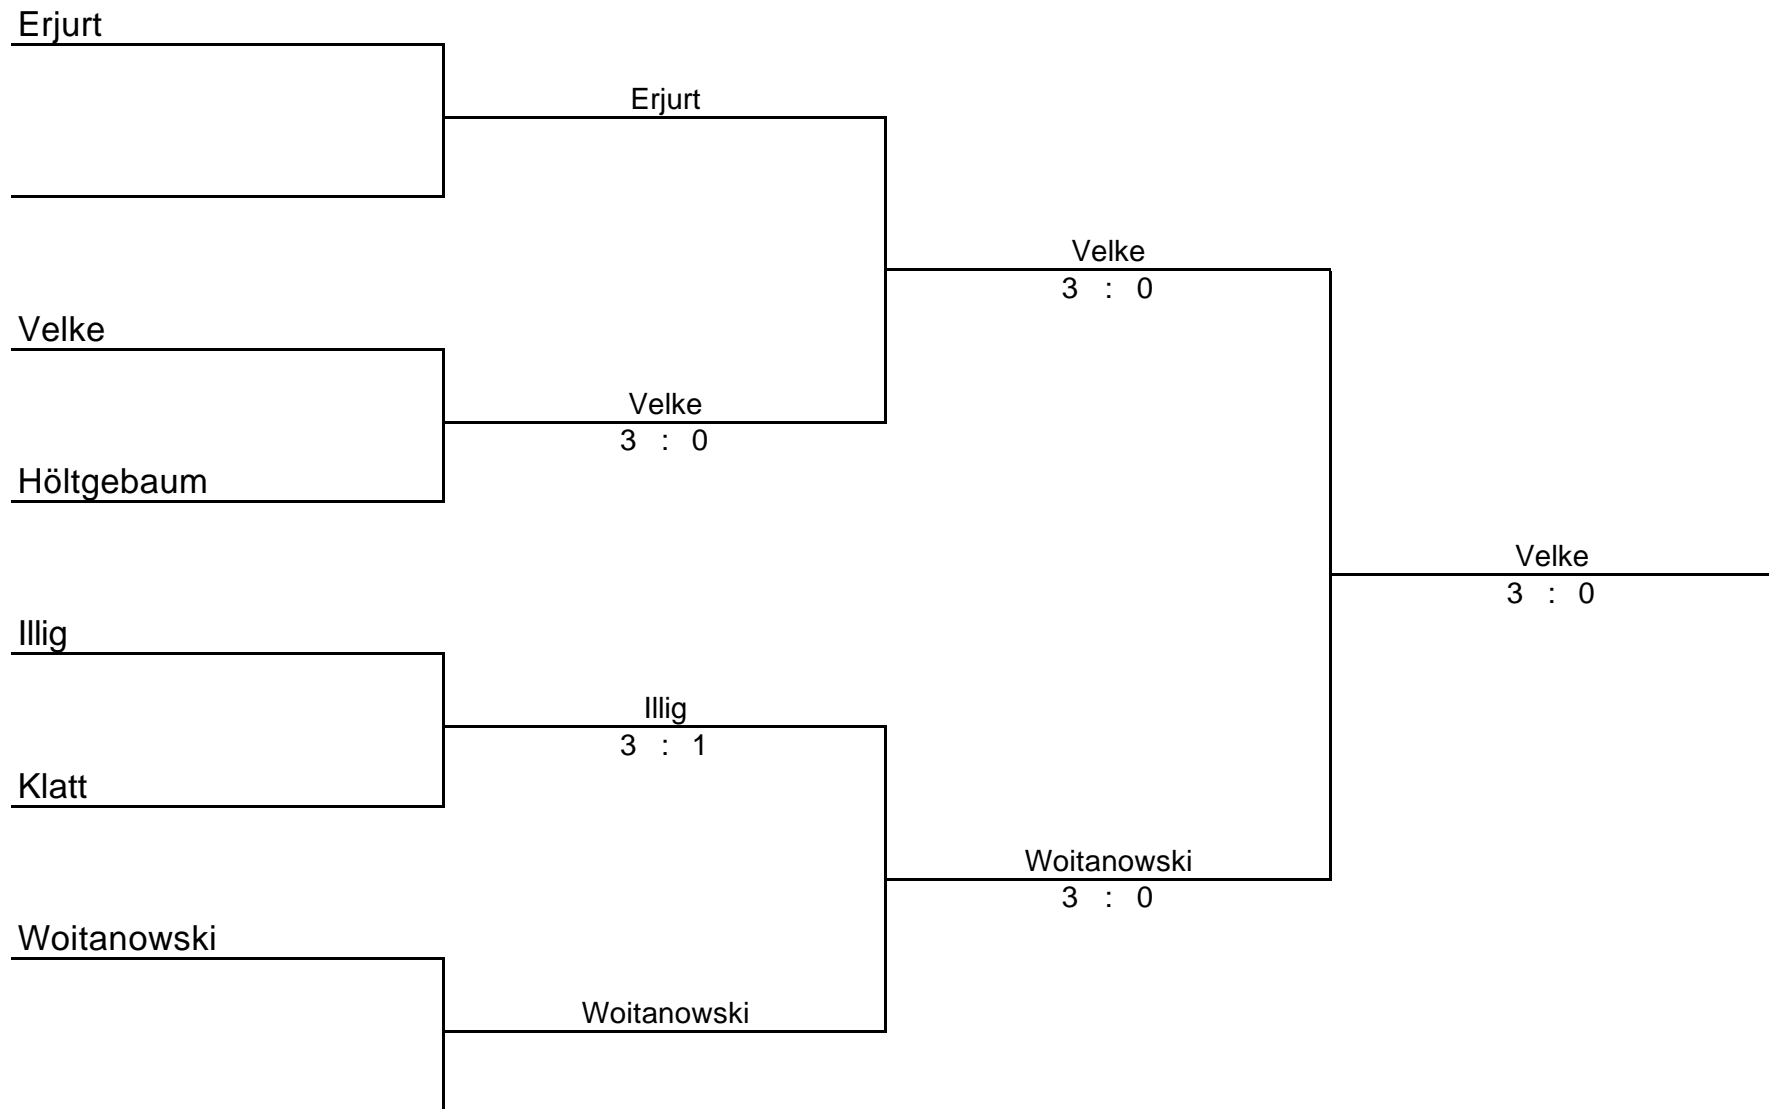 Erjurt
Erjurt
Velke
3 : 0
Velke
Velke
3 : 0
Höltgebaum
Velke
3 : 0
Illig
Illig
3 : 1
Klatt
Woitanowski
3 : 0
Woitanowski
Woitanowski